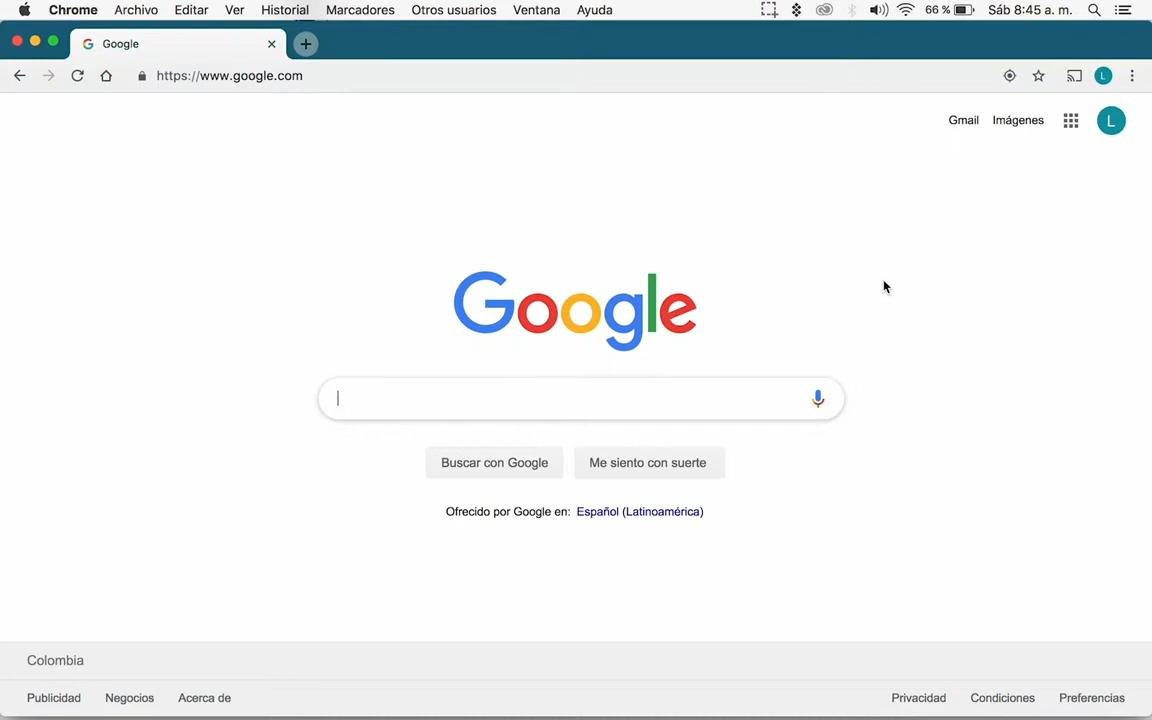 Chrome Archivo Editar Ver Historial Marcadores Otros usuarios Ventana Ayuda 66 % Sáb 8:45 a. m.
Google
https://www.google.com L
Gmail Imágenes L
Google
Buscar con Google Me siento con suerte
Ofrecido por Google en: Español (Latinoamérica)
Colombia
Publicidad Negocios Acerca de Privacidad Condiciones Preferencias